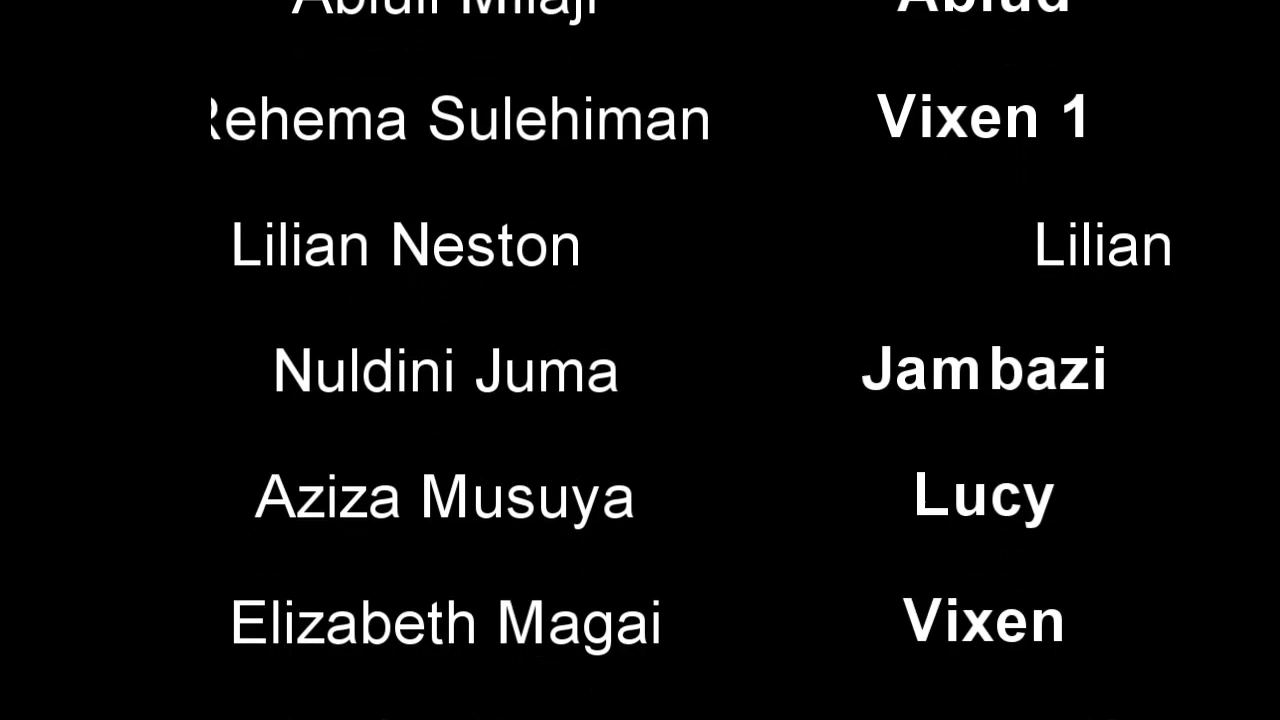 Rehema Sulehiman Vixen 1
Lilian Neston Lilian
Nuldini Juma Jambazi
Aziza Musuya Lucy
Elizabeth Magai Vixen